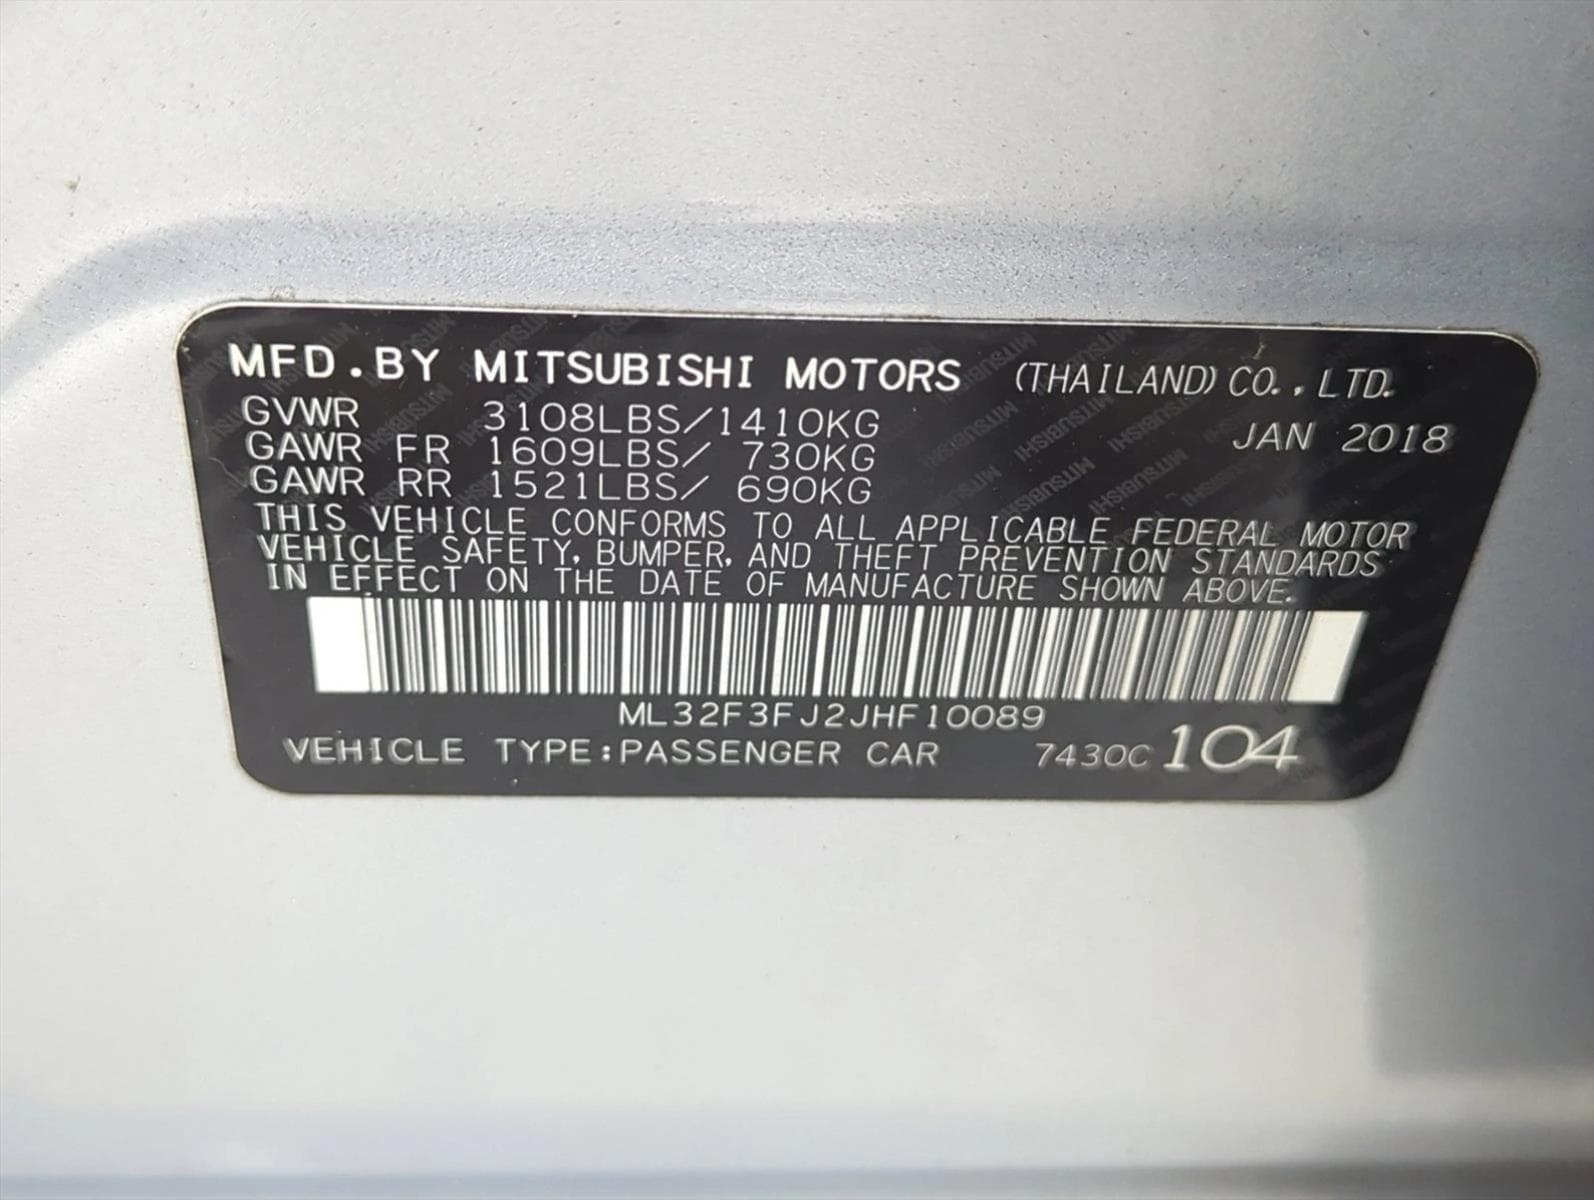 MFD.BY MITSUBISHI MOTORS (THAILAND) CO.,LTD.
GVWR 3108LBS/1410KG JAN 2018
GAWR FR 1609LBS/ 730KG
GAWR RR 1521LBS/ 690KG
THIS VEHICLE CONFORMS TO ALL APPLICABLE FEDERAL MOTOR
VEHICLE SAFETY, BUMPER, AND THEFT PREVENTION STANDARDS
IN EFFECT ON THE DATE OF MANUFACTURE SHOWN ABOVE.
ML32F3FJ2JHF10089
VEHICLE TYPE:PASSENGER CAR 7430C 104